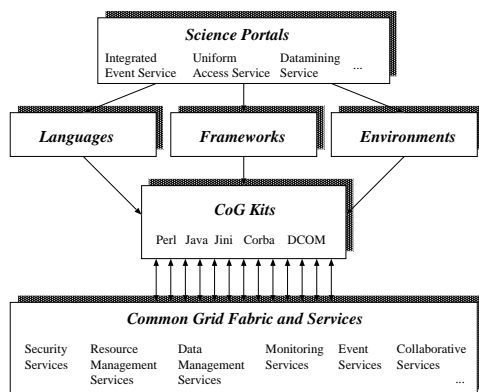 Science Portals
Integrated Uniform Datamining
Event Service Access Service Service ...
Languages Frameworks Environments
CoG Kits
Perl Java Jini Corba DCOM
Common Grid Fabric and Services
Security Resource Data Monitoring Event Collaborative
Services Management Management Services Services Services
Services Services ...